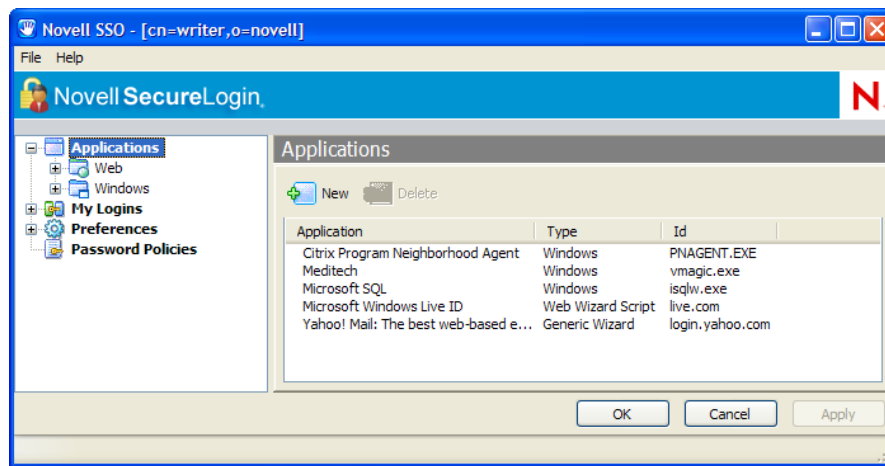 Novell SSO - [cn=writer,o=novell]
File Help
Novell SecureLogin.
N.
Applications
Web
Windows
My Logins
Preferences
Password Policies
Applications
New Delete
Application Type Id
Citrix Program Neighborhood Agent Windows PNAGENT.EXE
Meditech Windows vmagic.exe
Microsoft SQL Windows isqlw.exe
Microsoft Windows Live ID Web Wizard Script live.com
Yahoo! Mail: The best web-based e... Generic Wizard login.yahoo.com
OK Cancel Apply